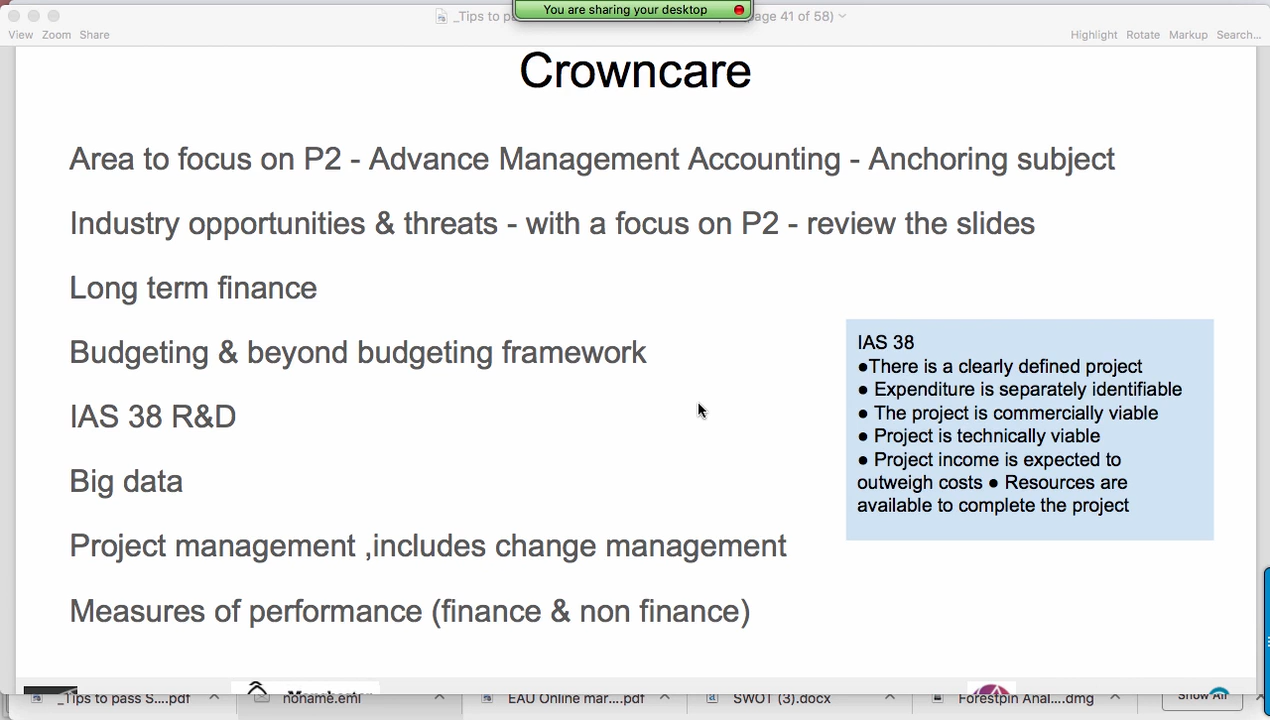 You are sharing your desktop
_Tips to pa
age 41 of 58)
View Zoom Share
Highlight Rotate Markup Search...
Crowncare
Area to focus on P2 - Advance Management Accounting - Anchoring subject
Industry opportunities & threats - with a focus on P2 - review the slides
Long term finance
Budgeting & beyond budgeting framework
IAS 38 R&D
Big data
Project management ,includes change management
Measures of performance (finance & non finance)
IAS 38
●There is a clearly defined project
● Expenditure is separately identifiable
● The project is commercially viable
● Project is technically viable
● Project income is expected to
outweigh costs ● Resources are
available to complete the project
_Tips to pass S....pdf
noname.eml
EAU Online mar....pdf
SWOT (3).docx
Forestpin Anal....dmg
Show All